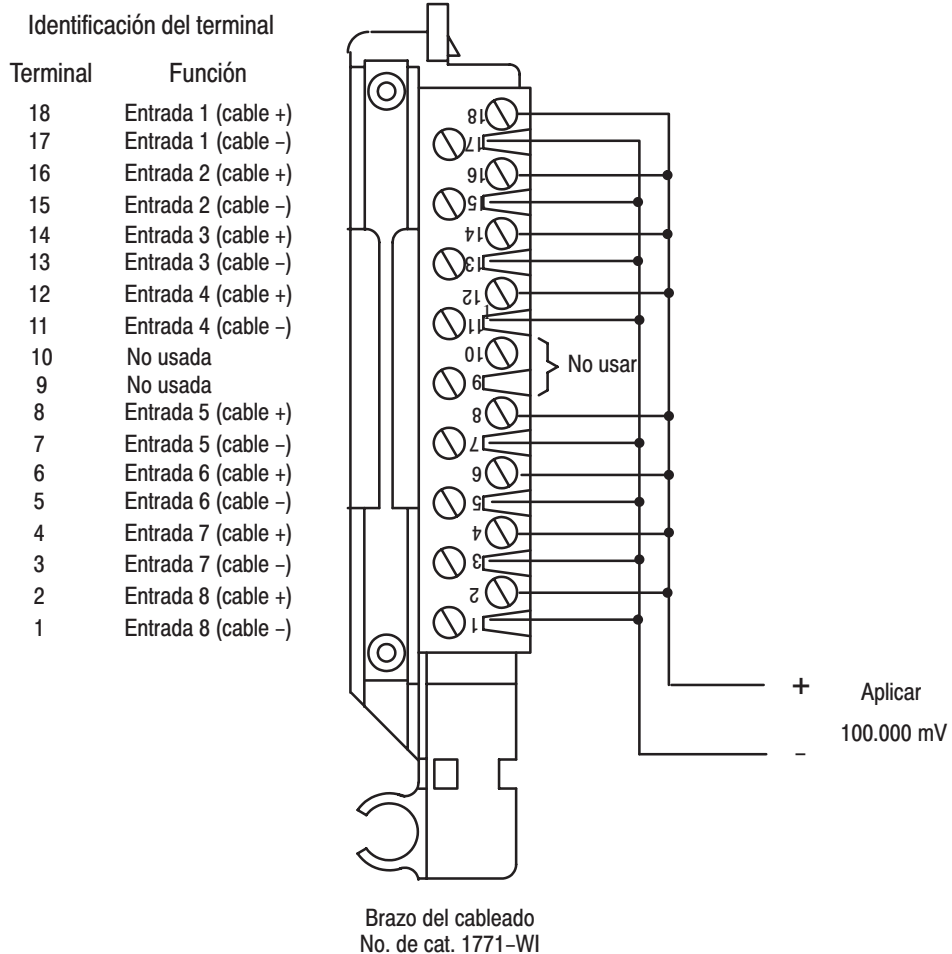 Identificación del terminal
Terminal Función
18 Entrada 1 (cable +)
17 Entrada 1 (cable –)
16 Entrada 2 (cable +)
15 Entrada 2 (cable –)
14 Entrada 3 (cable +)
13 Entrada 3 (cable –)
12 Entrada 4 (cable +)
11 Entrada 4 (cable –)
10 No usada
9 No usada
8 Entrada 5 (cable +)
7 Entrada 5 (cable –)
6 Entrada 6 (cable +)
5 Entrada 6 (cable –)
4 Entrada 7 (cable +)
3 Entrada 7 (cable –)
2 Entrada 8 (cable +)
1 Entrada 8 (cable –)
18
17
16
15
14
13
12
11
10
9
8
7
6
5
4
3
2
1
No usar
+
Aplicar
100.000 mV
–
Brazo del cableado
No. de cat. 1771–WI